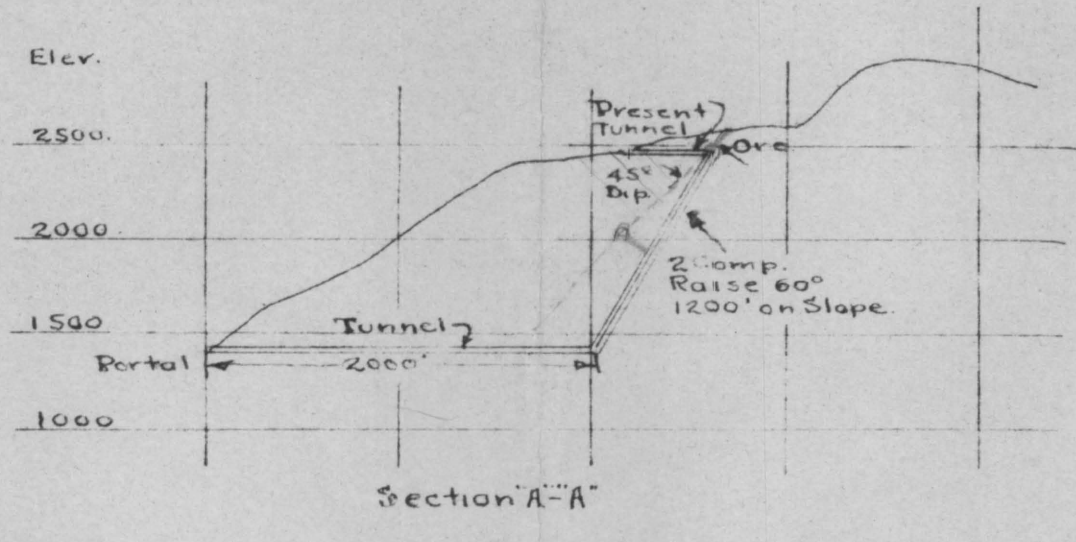 Elev.
2500.
2000.
1500
1000
Present
Tunnel
Ore
45°
Dip.
2 Comp.
Raise 60°
1200' on Slope.
Tunnel
Portal
2000'
Section "A"-"A"